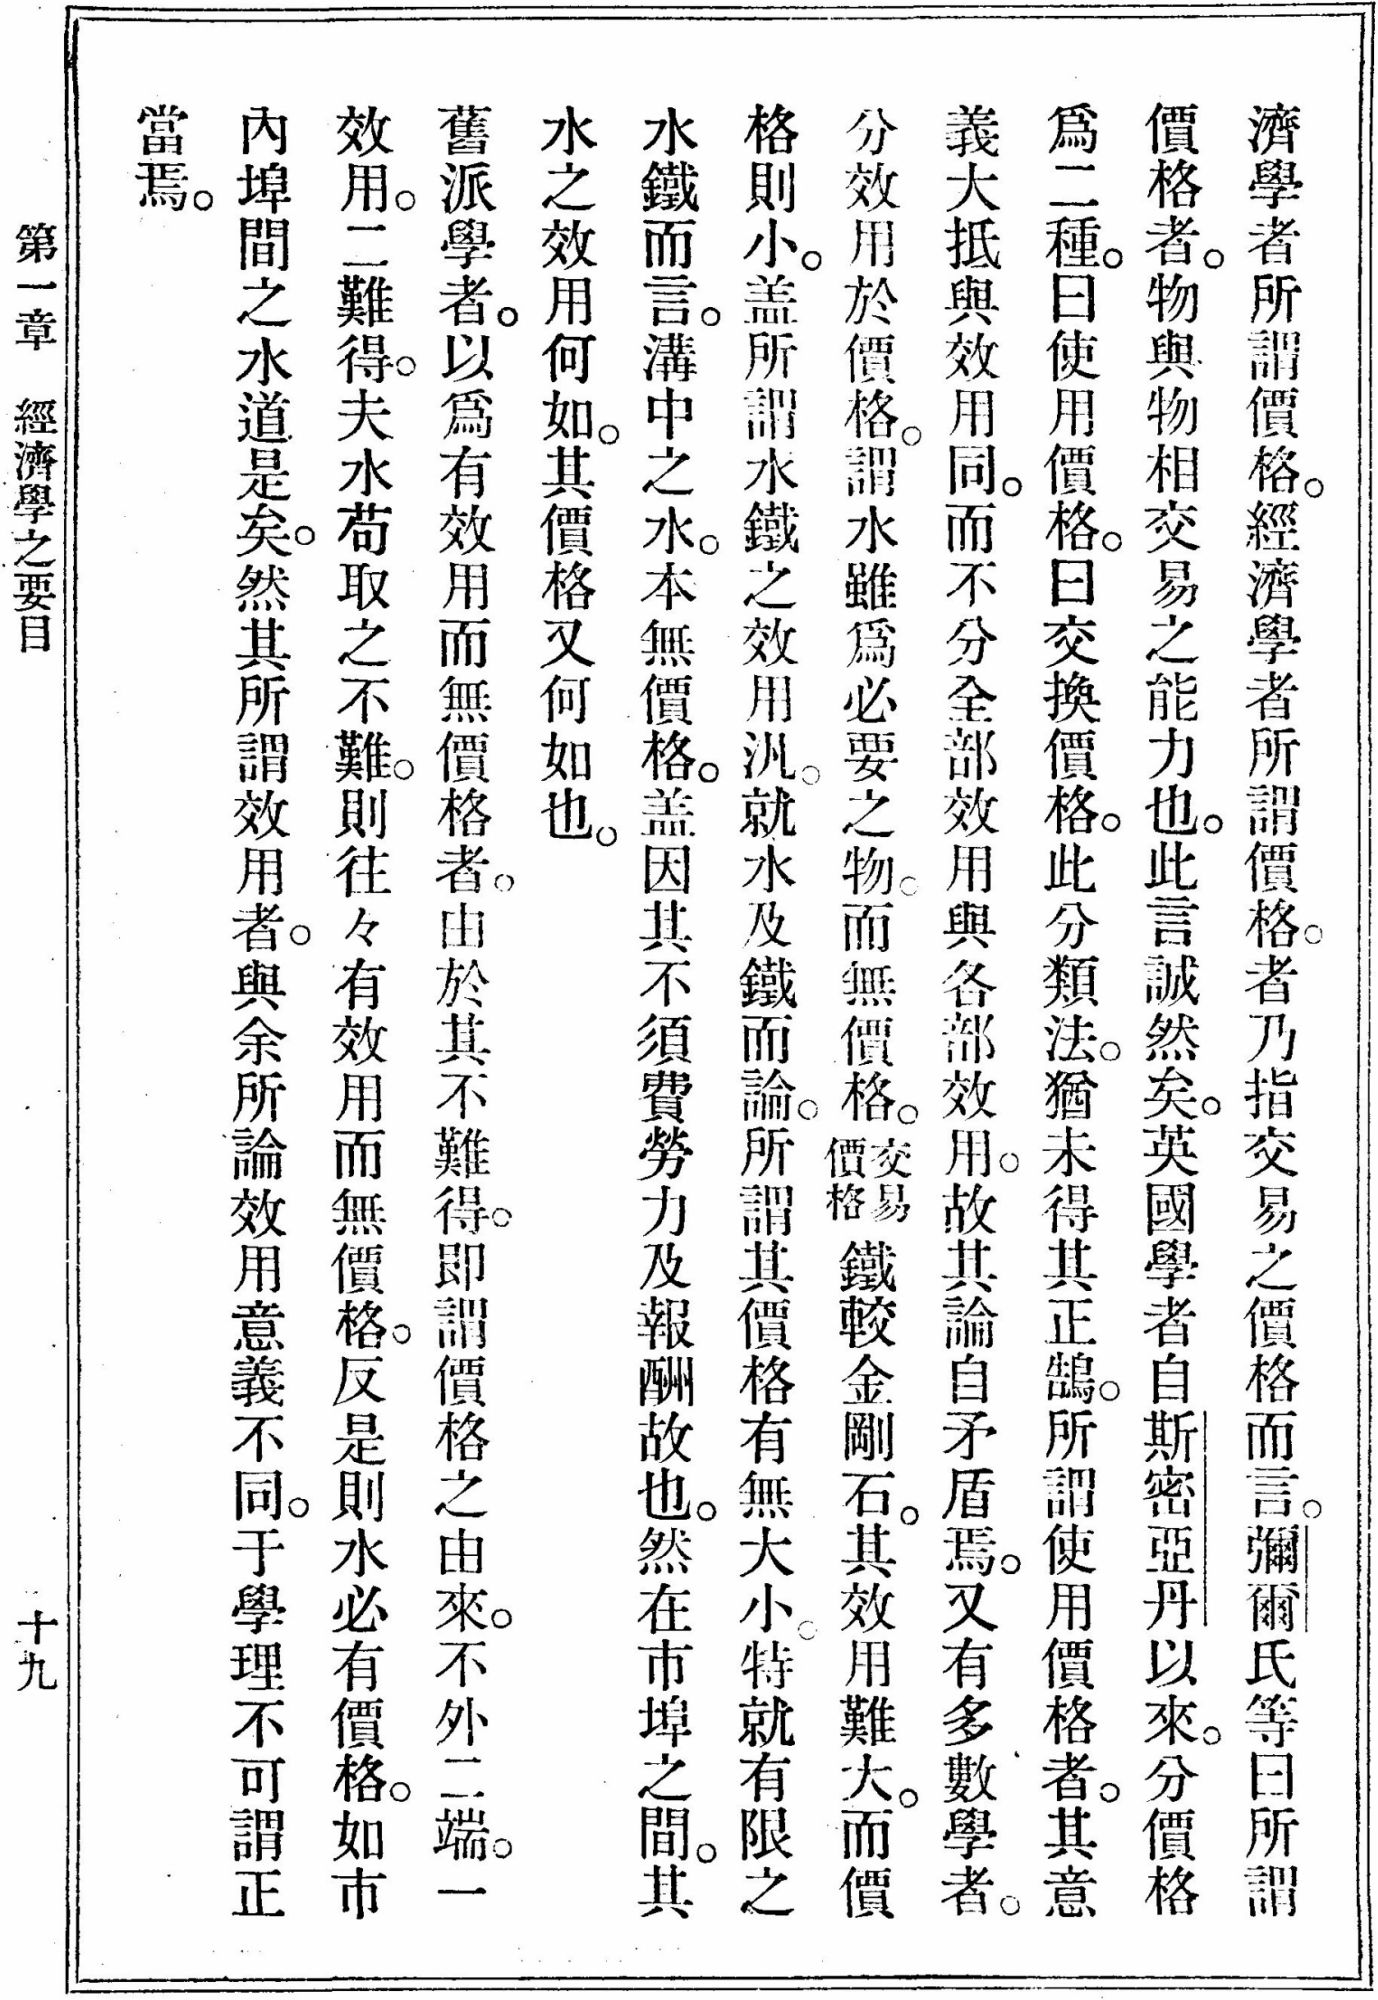 濟學者所謂價格。經濟學者所謂價格。者乃指交易之價格而言。彌爾氏等曰所謂
價格者。物與物相交易之能力也。此言誠然矣。英國學者自斯密亞丹以來。分價格
爲二種。曰使用價格。曰交換價格。此分類法。猶未得其正鵠。所謂使用價格者。其意
義大抵與效用同。而不分全部效用與各部效用。故其論自矛盾焉。又有多數學者。
分效用於價格。謂水雖爲必要之物。而無價格。交易價格鐵較金剛石。其效用難大。而價
格則小。盖所謂水鐵之效用汎。就水及鐵而論。所謂其價格有無大小。特就有限之
水鐵而言。溝中之水。本無價格。盖因其不須費勞力及報酬故也。然在市埠之間。其
水之效用何如。其價格又何如也。
舊派學者。以爲有效用而無價格者。由於其不難得。即謂價格之由來。不外二端。一
效用。二難得。夫水苟取之不難。則往々有效用而無價格。反是則水必有價格。如市
內埠間之水道是矣。然其所謂效用者。與余所論效用意義不同。于學理不可謂正
當焉。
第一章 經濟學之要目
十九